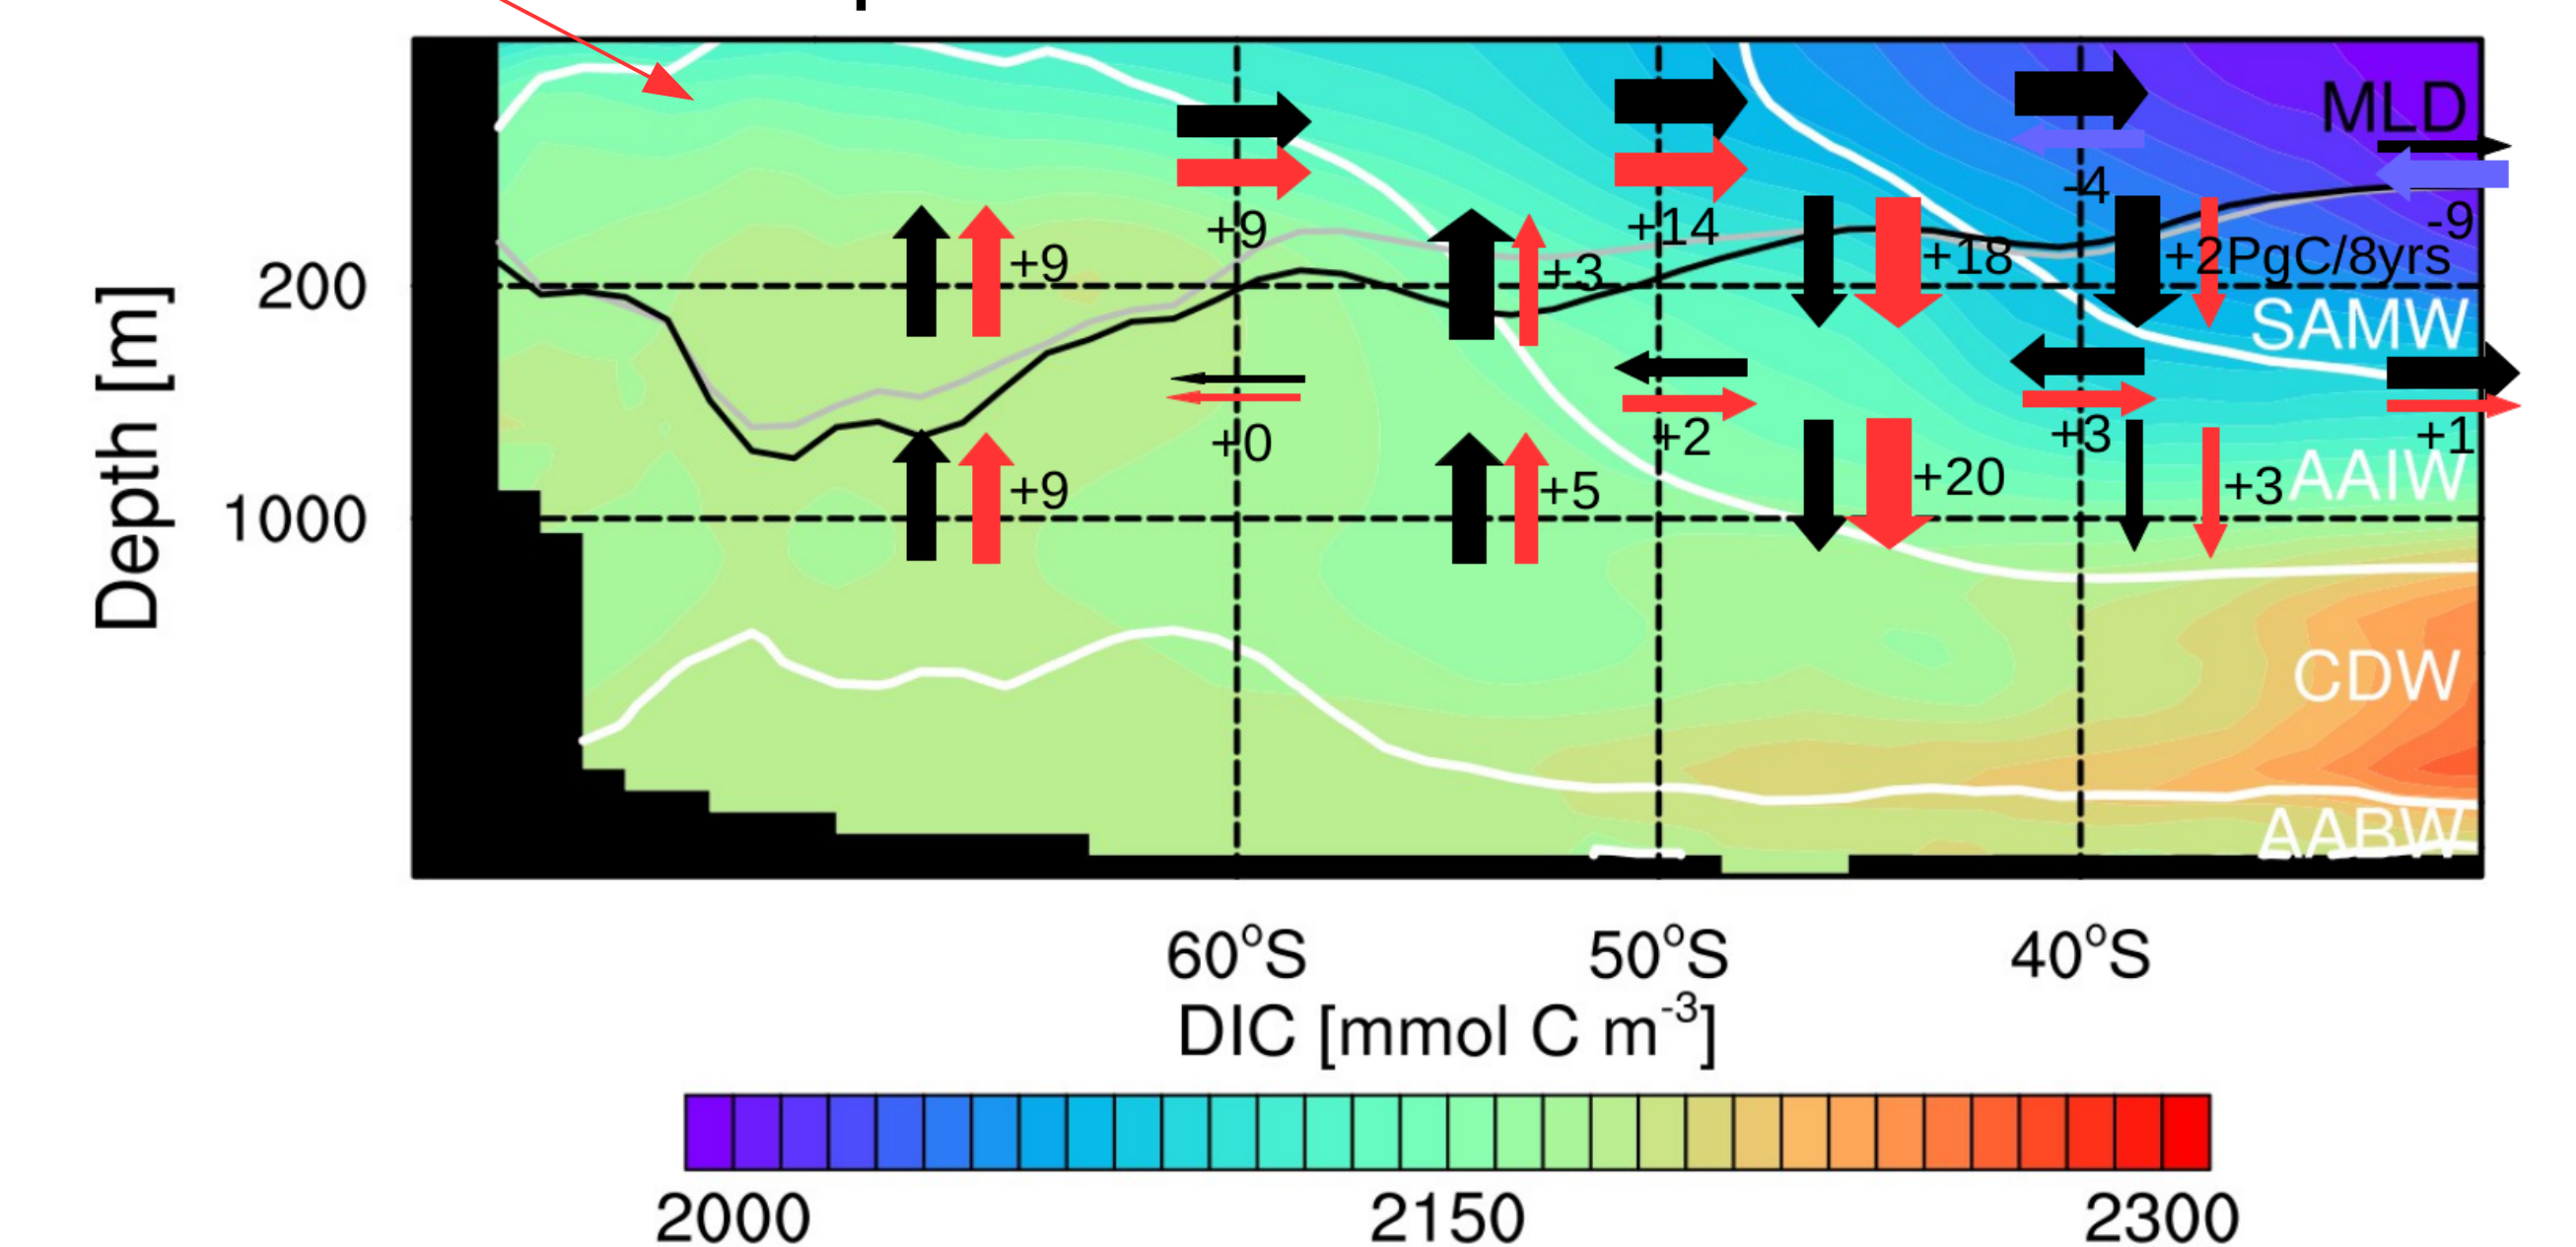 MLD
-4
+9
+14
-9
+9
+3
+18
+2PgC/8yrs
200
SAMW
+0
+2
+3
+1
+9
+5
+20
+3
AAIW
1000
Depth [m]
CDW
AABW
60°S
50°S
40°S
DIC [mmol C m⁻³]
2000
2150
2300